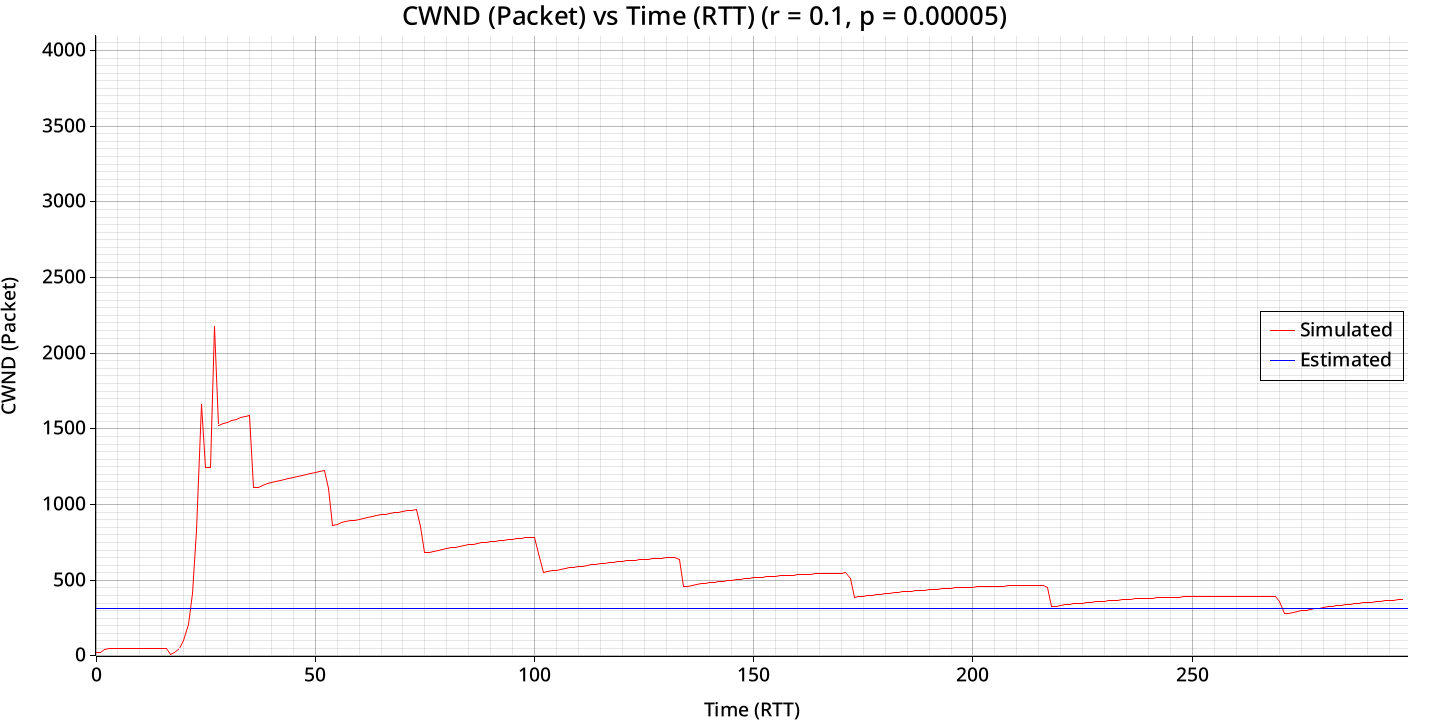 CWND (Packet) vs Time (RTT) (r = 0.1, p = 0.00005)
CWND (Packet)
4000
3500
3000
2500
2000
1500
1000
500
0
Simulated
Estimated
0 50 100 150 200 250
Time (RTT)